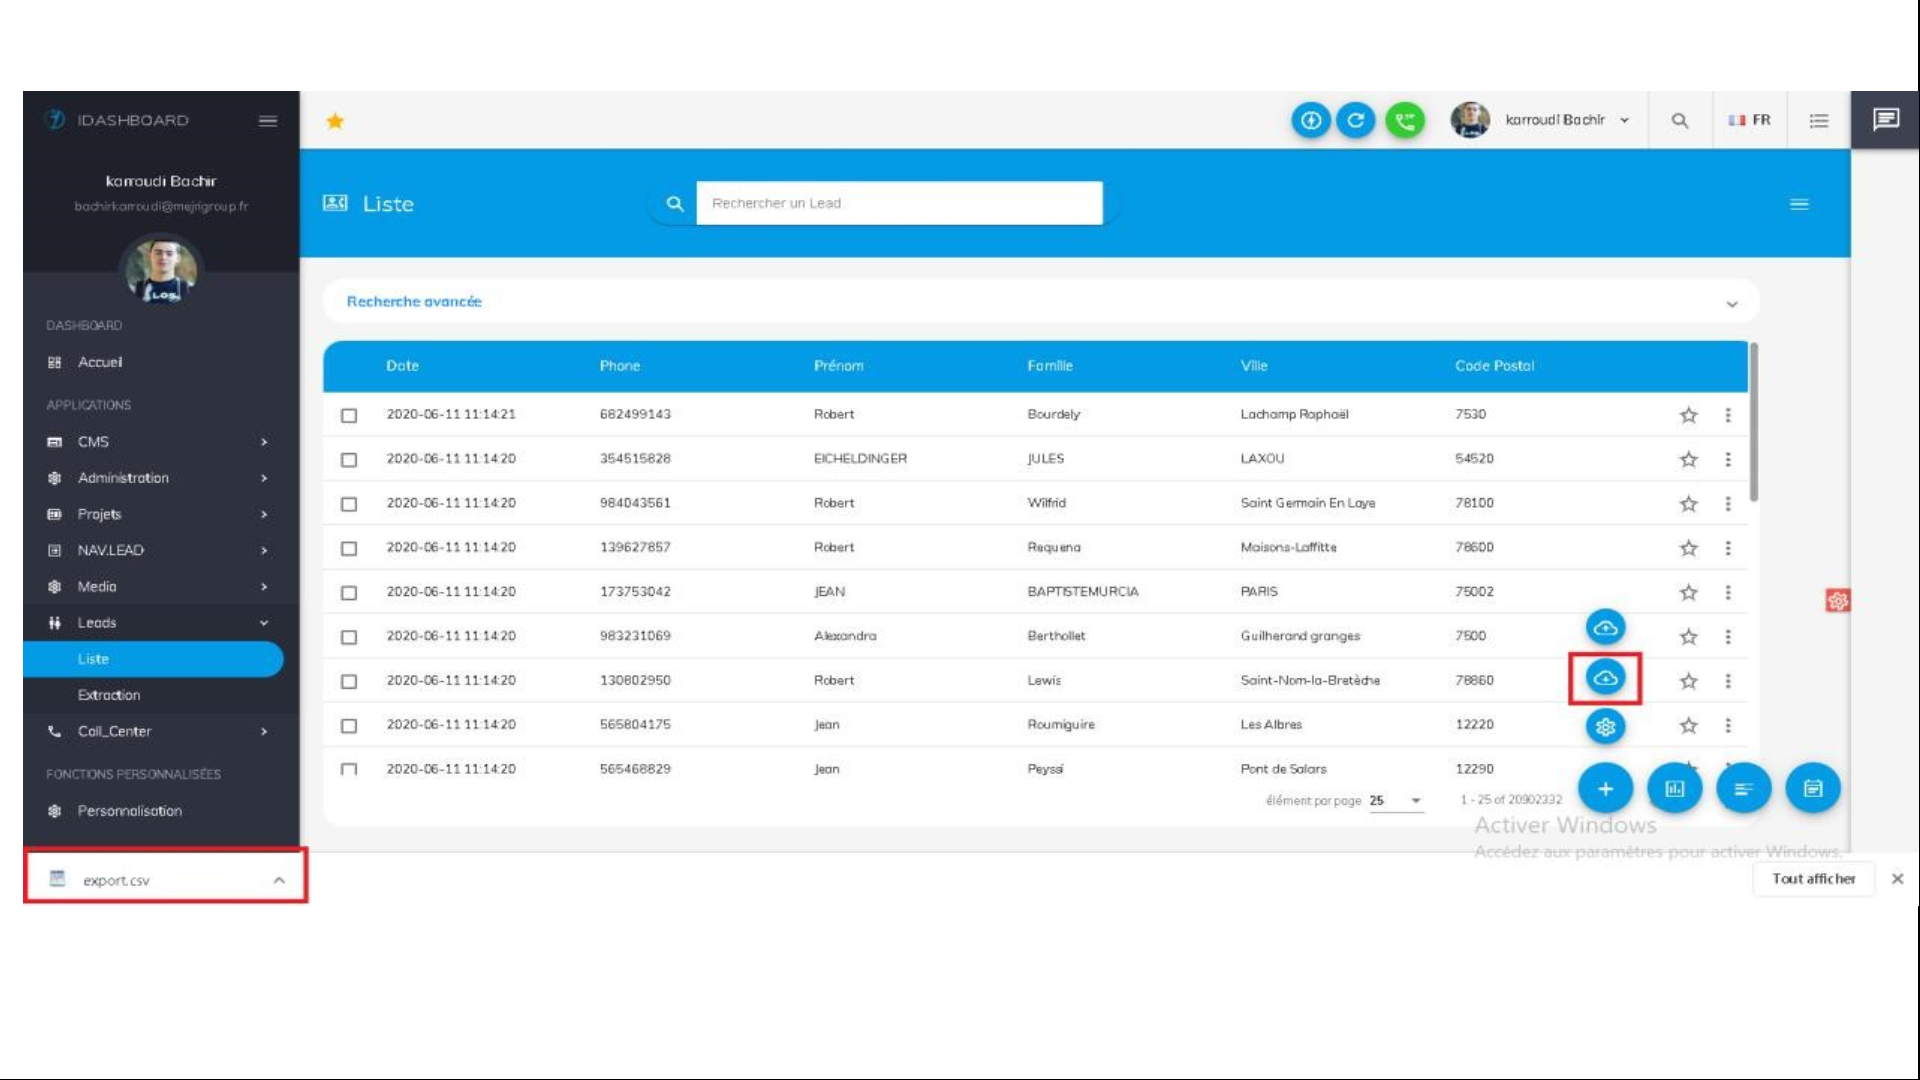 IDASHBOARD
karroudi Bachir
FR
karroudi Bachir
bachirkarroudi@mejrigroup.fr
Liste
Rechercher un Lead
Recherche avancée
DASHBOARD
Accueil
APPLICATIONS
CMS
Administration
Projets
NAV.LEAD
Media
Leads
Liste
Extraction
Call_Center
FONCTIONS PERSONNALISÉES
Personnalisation
Date Phone Prénom Famille Ville Code Postal
2020-06-11 11:14:21 682499143 Robert Bourdely Lachamp Raphaël 7530
2020-06-11 11:14:20 354515828 EICHELDINGER JULES LAXOU 54520
2020-06-11 11:14:20 984043561 Robert Wilfrid Saint Germain En Laye 78100
2020-06-11 11:14:20 139627857 Robert Requena Maisons-Laffitte 78600
2020-06-11 11:14:20 173753042 JEAN BAPTISTEMURCIA PARIS 75002
2020-06-11 11:14:20 983231069 Alexandra Berthollet Guilherand granges 7500
2020-06-11 11:14:20 130802950 Robert Lewis Saint-Nom-la-Bretèche 78860
2020-06-11 11:14:20 565804175 Jean Roumiguire Les Albres 12220
2020-06-11 11:14:20 565468829 Jean Peyssi Pont de Salars 12290
élément par page 25 1 - 25 of 20902332
Activer Windows
Accédez aux paramètres pour activer Windows.
export.csv
Tout afficher